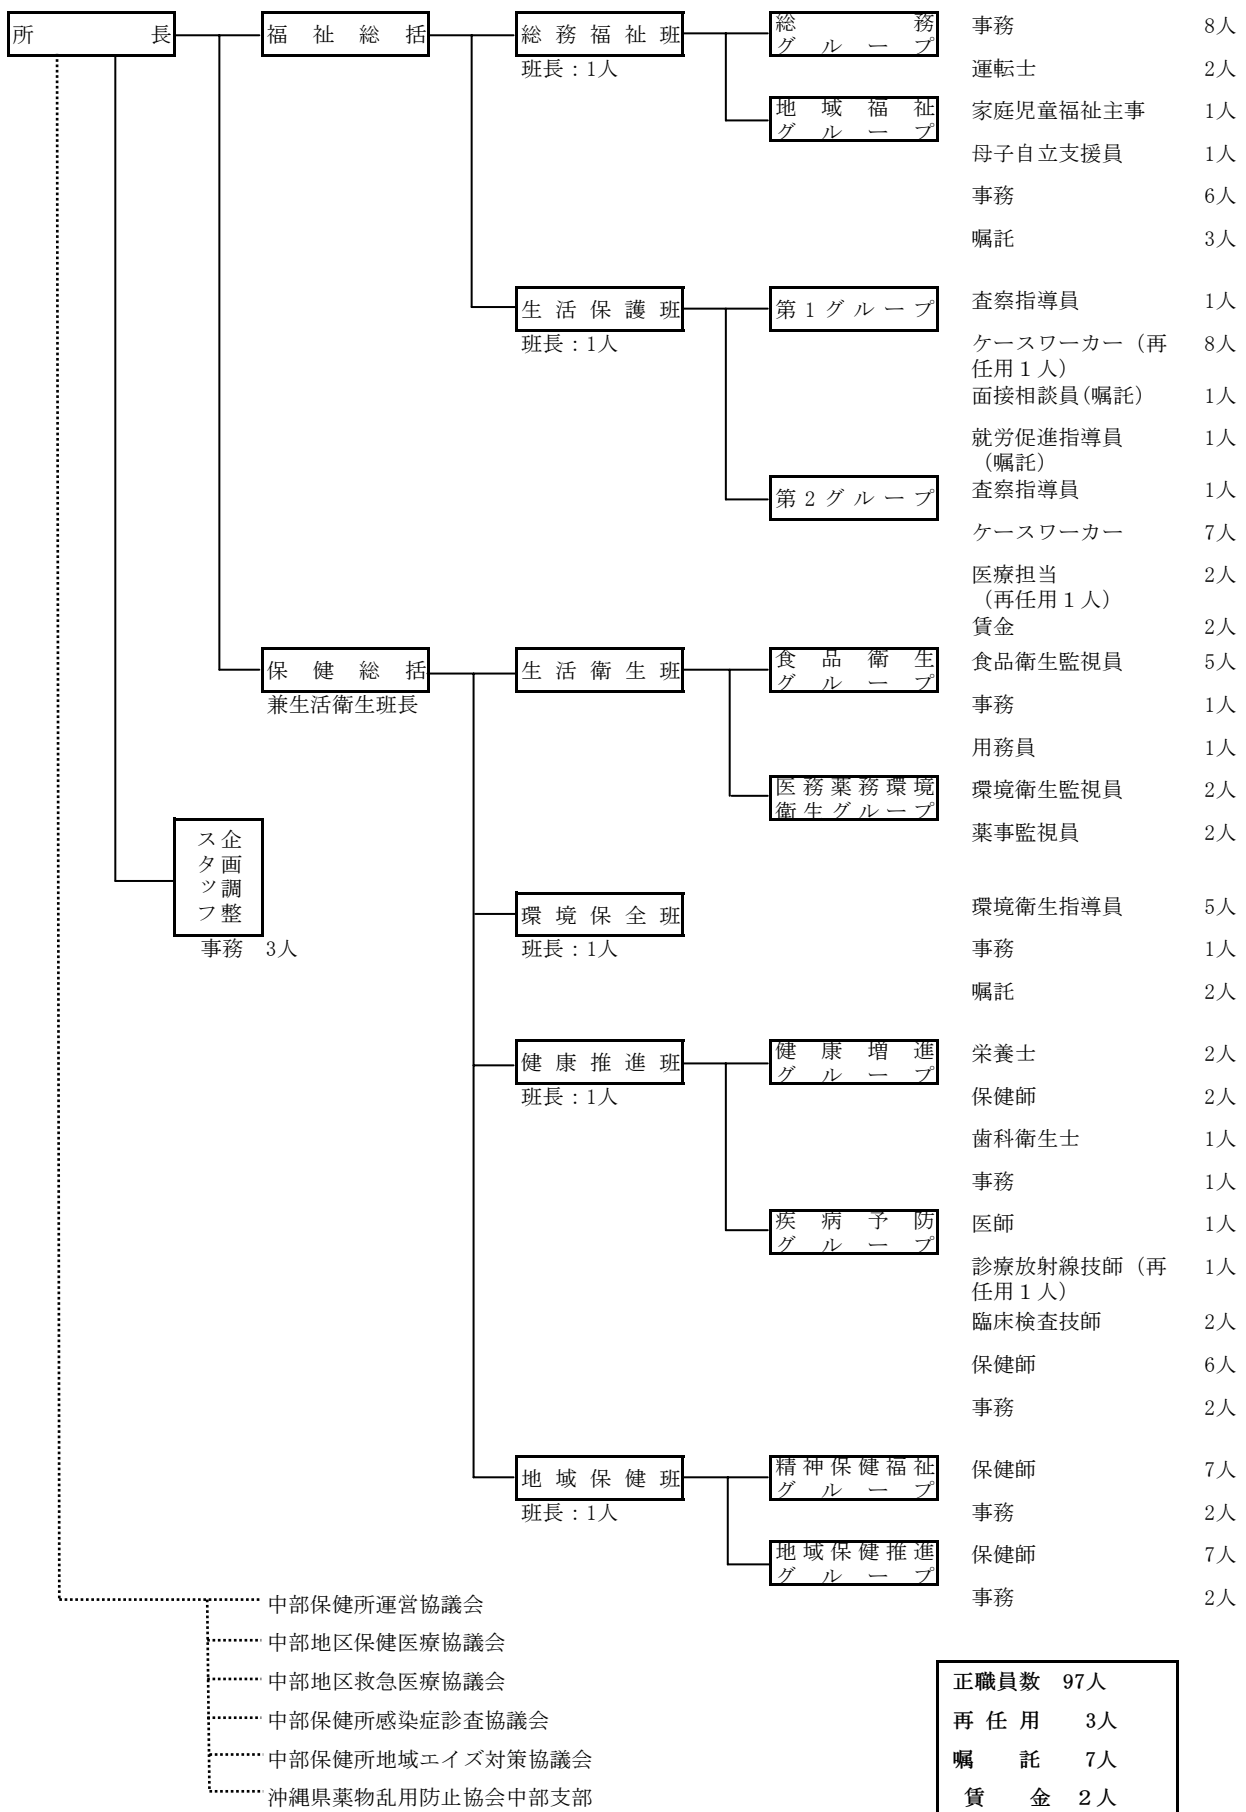 所長
福祉総括
総務福祉班
班長：1人
総務
グループ
事務 8人
運転士 2人
地域福祉
グループ
家庭児童福祉主事 1人
母子自立支援員 1人
事務 6人
嘱託 3人
生活保護班
班長：1人
第1グループ
査察指導員 1人
ケースワーカー（再 8人
任用１人）
面接相談員(嘱託) 1人
就労促進指導員 1人
（嘱託）
第2グループ
査察指導員 1人
ケースワーカー 7人
医療担当 2人
（再任用１人）
賃金 2人
保健総括
兼生活衛生班長
生活衛生班
食品衛生
グループ
食品衛生監視員 5人
事務 1人
用務員 1人
医務薬務環境
衛生グループ
環境衛生監視員 2人
薬事監視員 2人
企画調整
スタッフ
事務 3人
環境保全班
班長：1人
環境衛生指導員 5人
事務 1人
嘱託 2人
健康推進班
班長：1人
健康増進
グループ
栄養士 2人
保健師 2人
歯科衛生士 1人
事務 1人
疾病予防
グループ
医師 1人
診療放射線技師（再 1人
任用１人）
臨床検査技師 2人
保健師 6人
事務 2人
地域保健班
班長：1人
精神保健福祉
グループ
保健師 7人
事務 2人
地域保健推進
グループ
保健師 7人
事務 2人
中部保健所運営協議会
中部地区保健医療協議会
中部地区救急医療協議会
中部保健所感染症診査協議会
中部保健所地域エイズ対策協議会
沖縄県薬物乱用防止協会中部支部
正職員数 97人
再任用 3人
嘱託 7人
賃金 2人